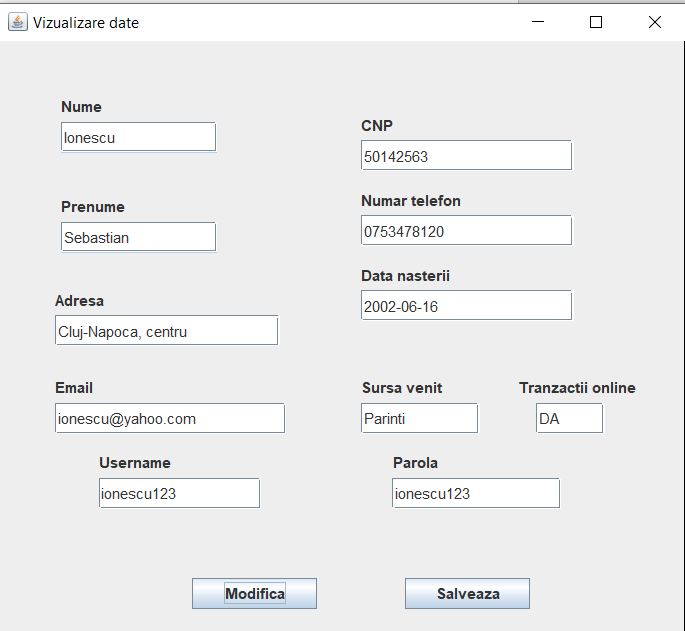 Vizualizare date
Nume
Ionescu
CNP
50142563
Prenume
Sebastian
Numar telefon
0753478120
Data nasterii
2002-06-16
Adresa
Cluj-Napoca, centru
Email
ionescu@yahoo.com
Sursa venit
Parinti
Tranzactii online
DA
Username
ionescu123
Parola
ionescu123
Modifica
Salveaza